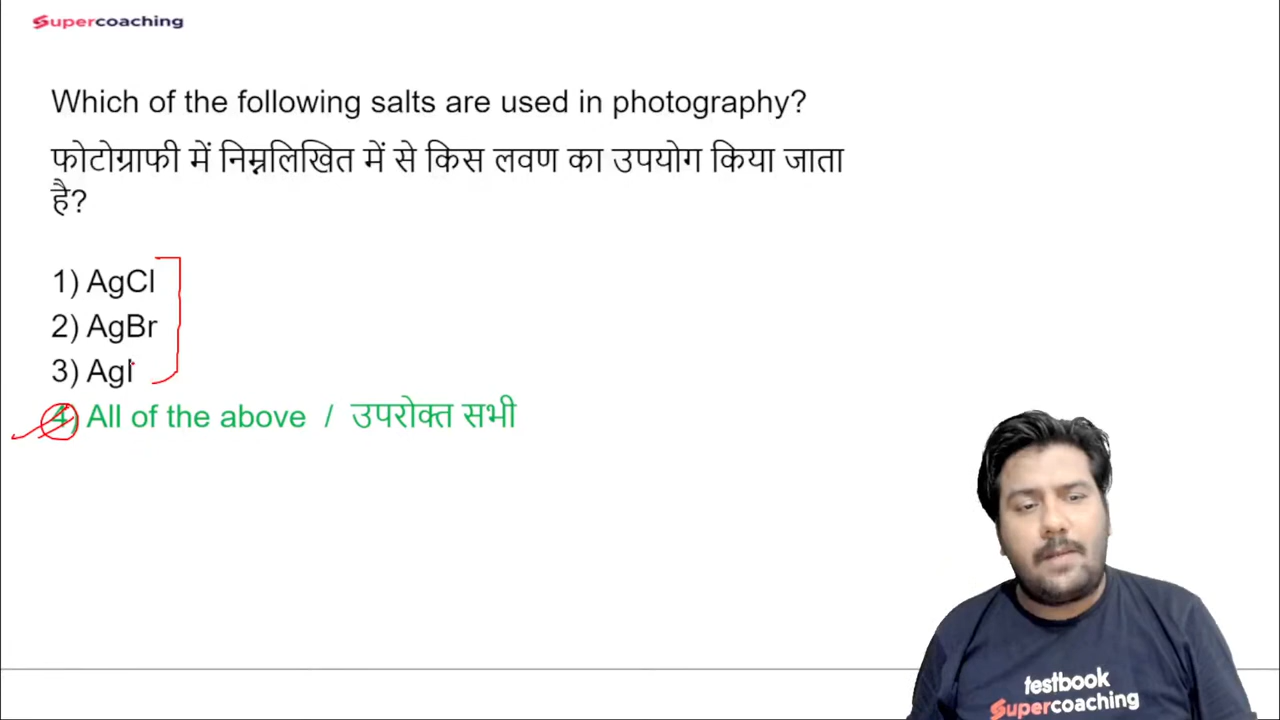 Supercoaching
Which of the following salts are used in photography?
फोटोग्राफी में निम्नलिखित में से किस लवण का उपयोग किया जाता
है?
1) AgCl
2) AgBr
3) AgI
4) All of the above / उपरोक्त सभी
testbook
Supercoaching